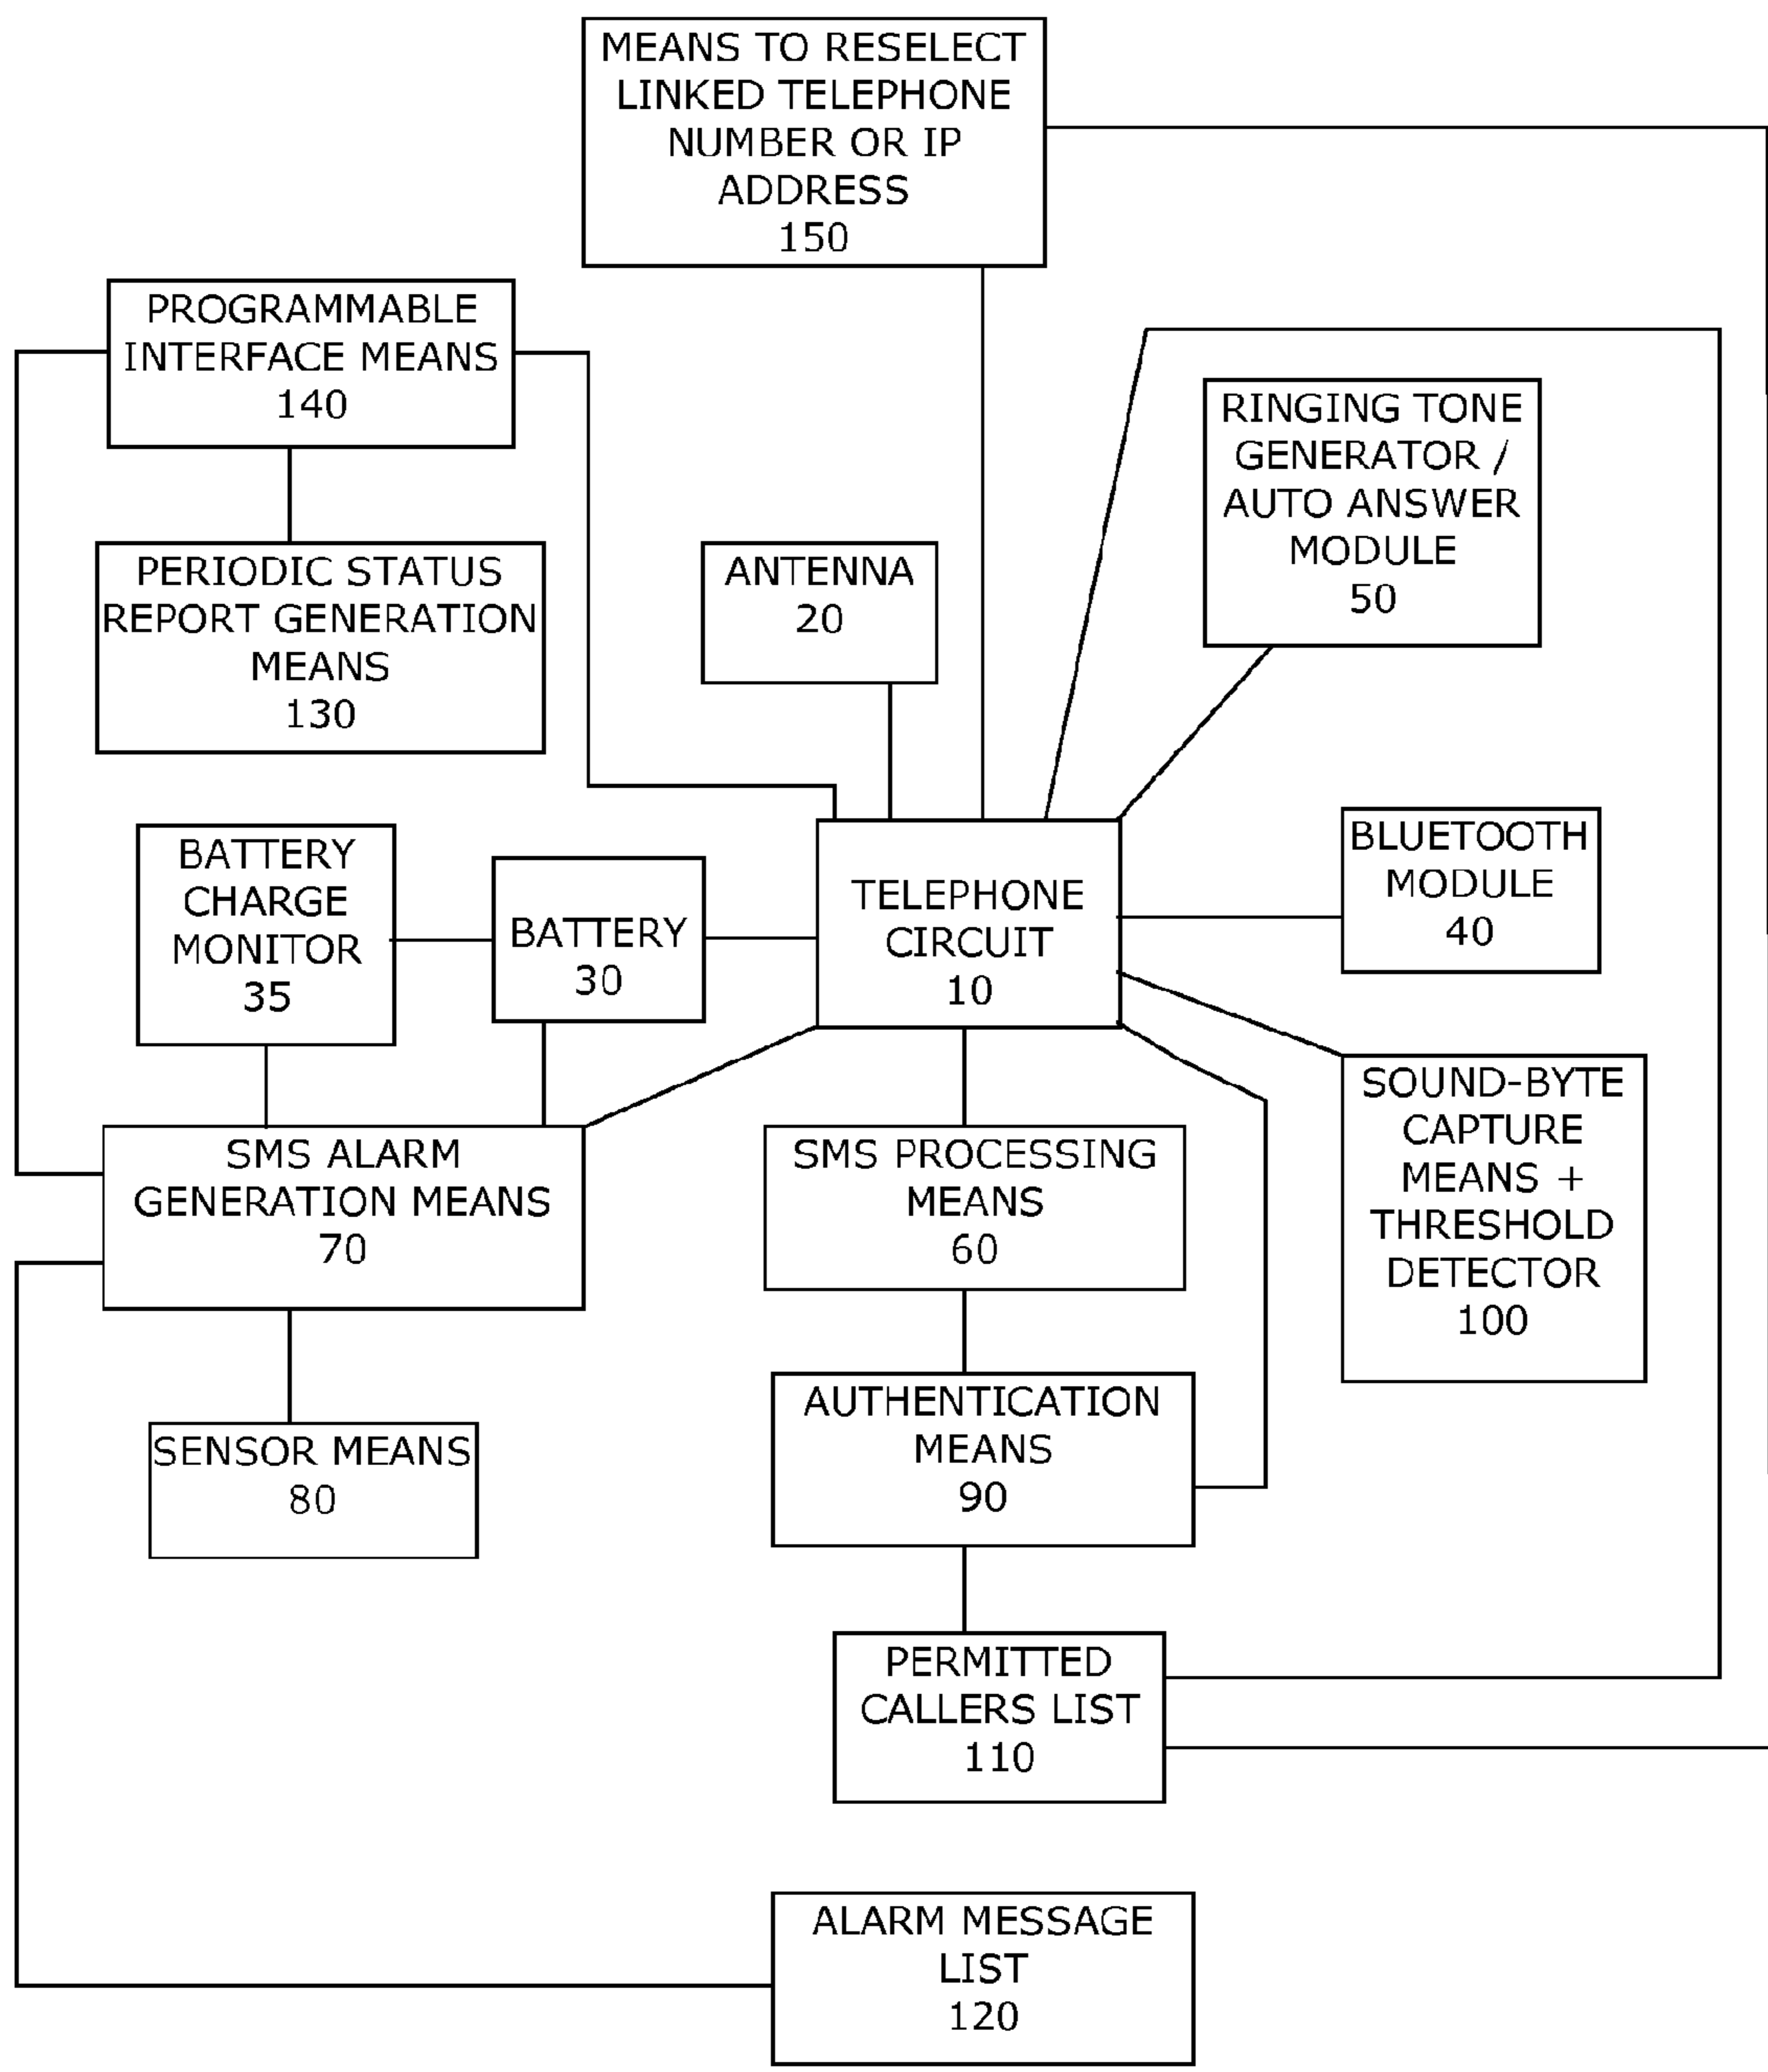 MEANS TO RESELECT
LINKED TELEPHONE
NUMBER OR IP
ADDRESS
150
PROGRAMMABLE
INTERFACE MEANS
140
RINGING TONE
GENERATOR /
AUTO ANSWER
MODULE
50
PERIODIC STATUS
REPORT GENERATION
MEANS
130
ANTENNA
20
BATTERY
CHARGE
MONITOR
35
BATTERY
30
TELEPHONE
CIRCUIT
10
BLUETOOTH
MODULE
40
SOUND-BYTE
CAPTURE
MEANS +
THRESHOLD
DETECTOR
100
SMS ALARM
GENERATION MEANS
70
SMS PROCESSING
MEANS
60
SENSOR MEANS
80
AUTHENTICATION
MEANS
90
PERMITTED
CALLERS LIST
110
ALARM MESSAGE
LIST
120